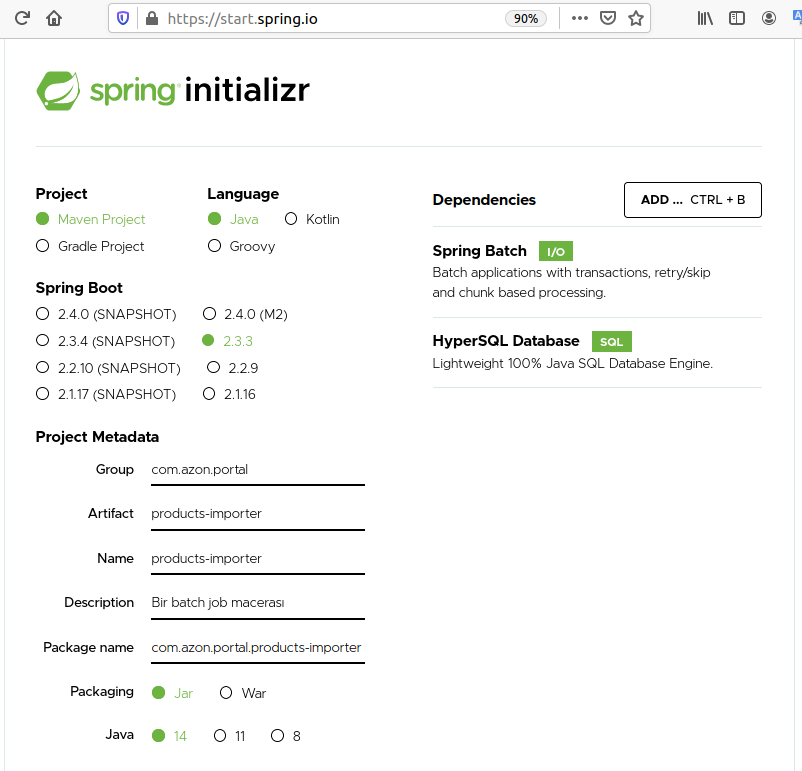 https://start.spring.io 90%
spring initializr
Project
Maven Project
Gradle Project
Language
Java Kotlin
Groovy
Spring Boot
2.4.0 (SNAPSHOT) 2.4.0 (M2)
2.3.4 (SNAPSHOT) 2.3.3
2.2.10 (SNAPSHOT) 2.2.9
2.1.17 (SNAPSHOT) 2.1.16
Project Metadata
Group com.azon.portal
Artifact products-importer
Name products-importer
Description Bir batch job macerası
Package name com.azon.portal.products-importer
Packaging Jar War
Java 14 11 8
Dependencies ADD ... CTRL + B
Spring Batch I/O
Batch applications with transactions, retry/skip
and chunk based processing.
HyperSQL Database SQL
Lightweight 100% Java SQL Database Engine.